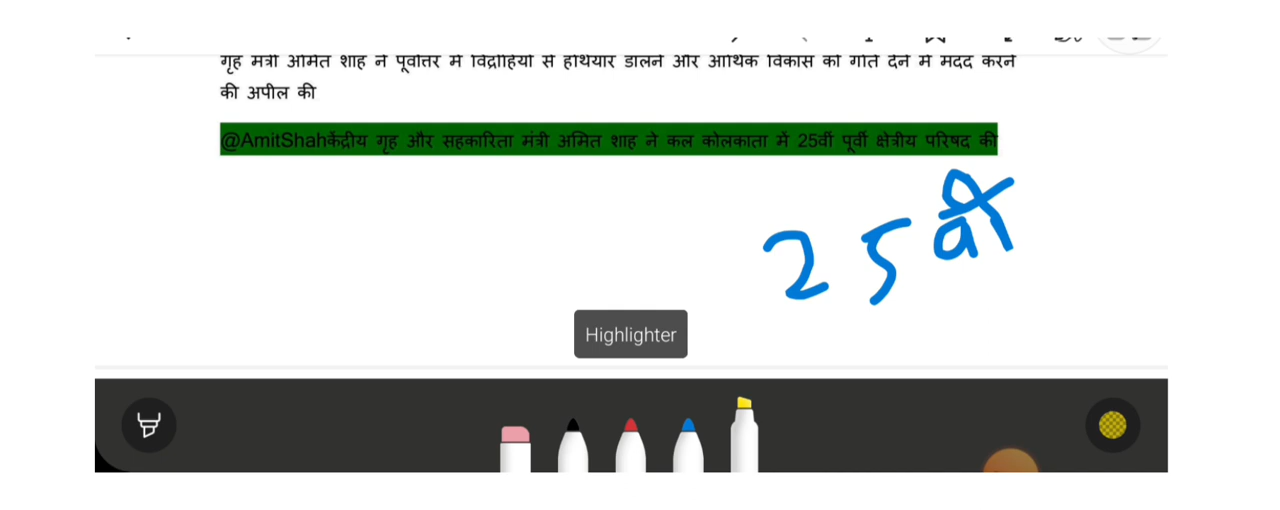 गृह मंत्री अमित शाह ने पूर्वोत्तर में विद्रोहियों से हथियार डालने और आर्थिक विकास को गति देने में मदद करने
की अपील की
@AmitShahकेंद्रीय गृह और सहकारिता मंत्री अमित शाह ने कल कोलकाता में 25वीं पूर्वी क्षेत्रीय परिषद की
25वीं
Highlighter